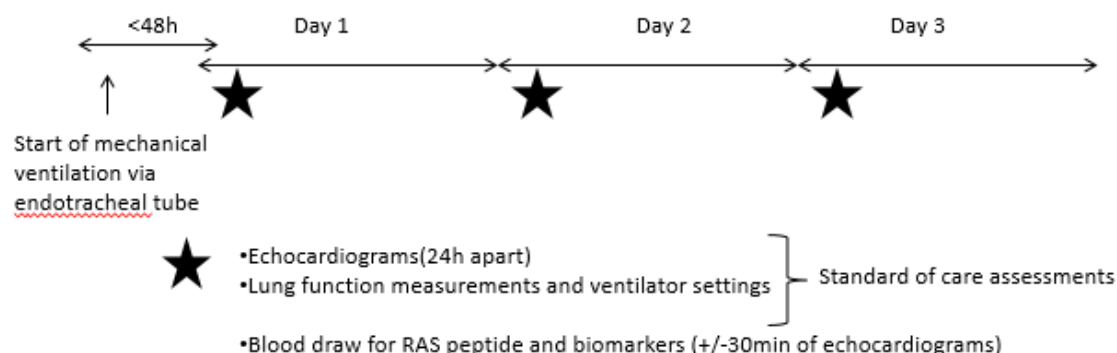 <48h
Day 1
Day 2
Day 3
Start of mechanical
ventilation via
endotracheal tube
•Echocardiograms(24h apart)
•Lung function measurements and ventilator settings
Standard of care assessments
•Blood draw for RAS peptide and biomarkers (+/-30min of echocardiograms)